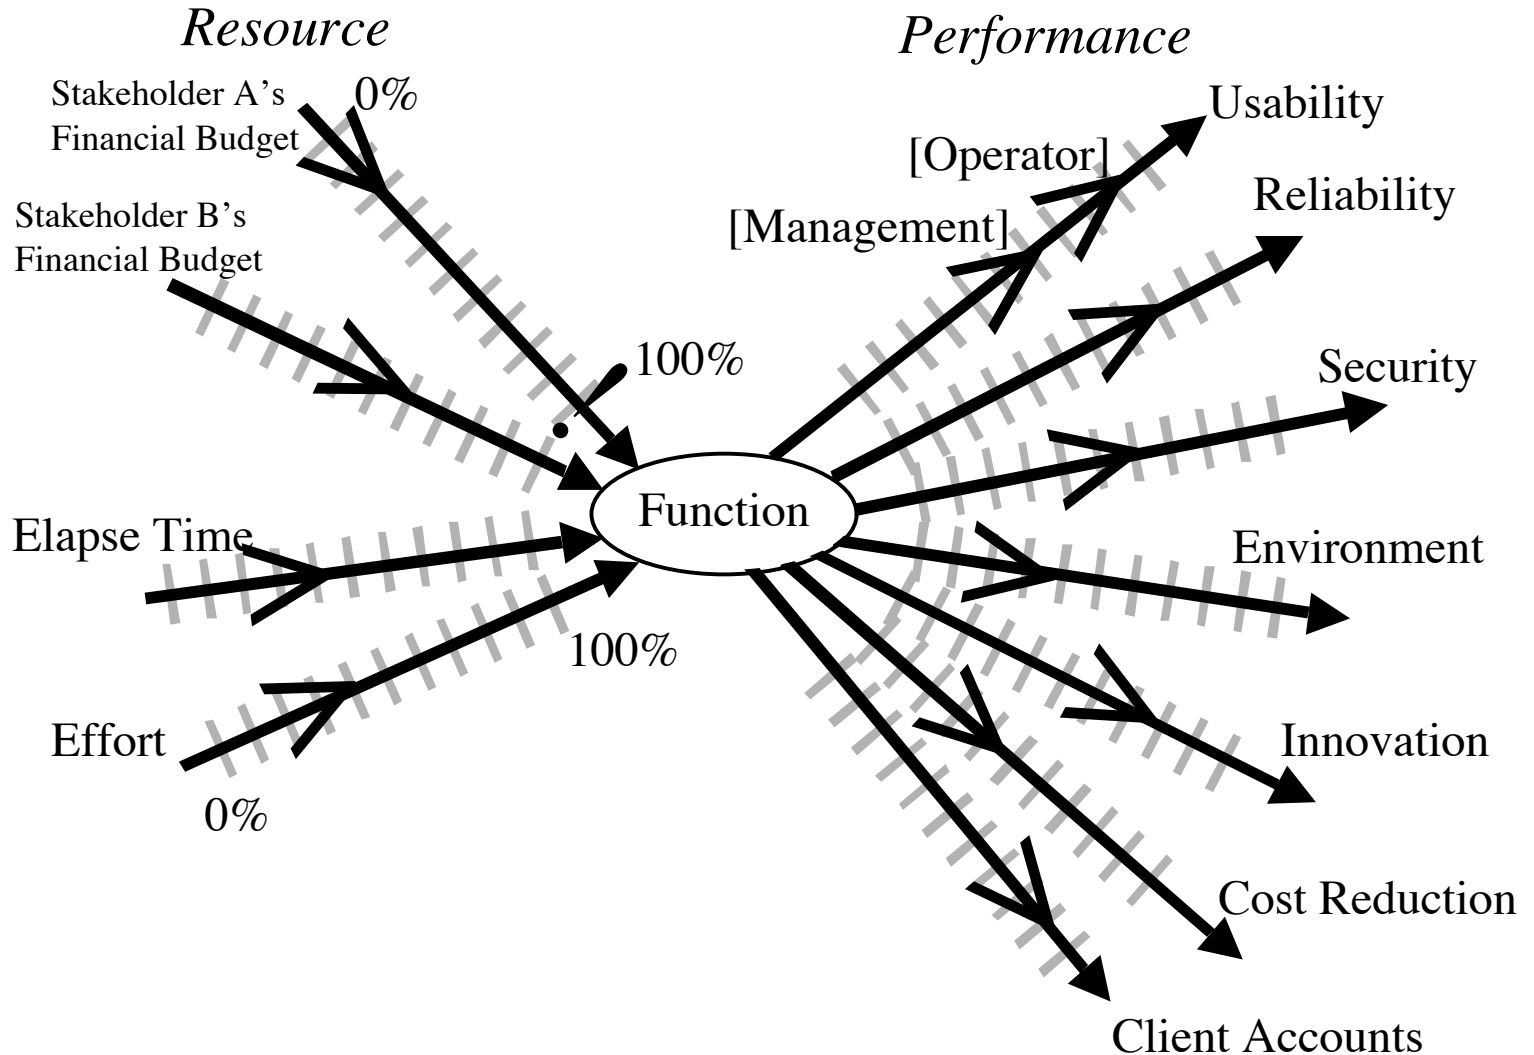 Resource
Performance
Stakeholder A's
Financial Budget
0%
Usability
[Operator]
Reliability
Stakeholder B's
Financial Budget
[Management]
100%
Security
Function
Elapse Time
Environment
100%
Effort
Innovation
0%
Cost Reduction
Client Accounts